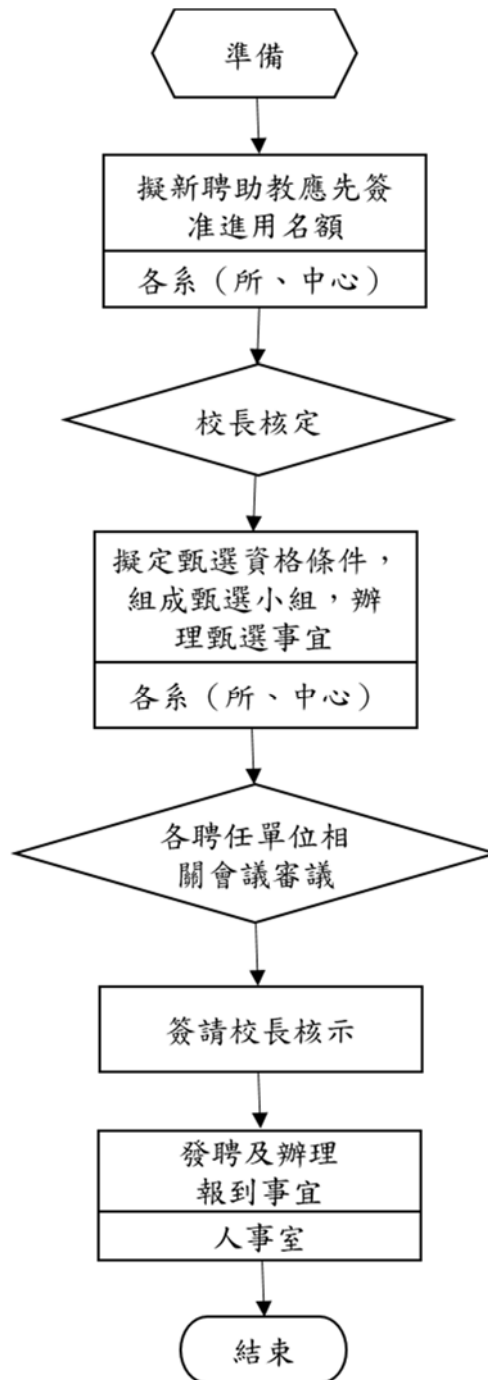 準備
擬新聘助教應先簽
准進用名額
各系（所、中心）
校長核定
擬定甄選資格條件，
組成甄選小組，辦
理甄選事宜
各系（所、中心）
各聘任單位相
關會議審議
簽請校長核示
發聘及辦理
報到事宜
人事室
結束